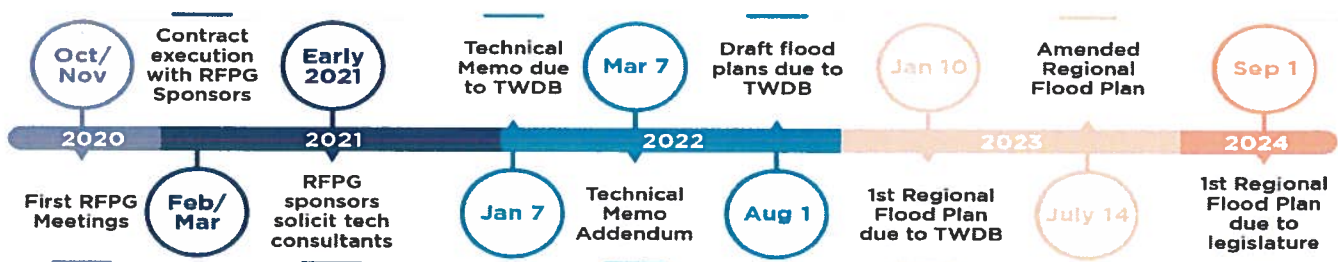 Oct/
Nov
Contract
execution
with RFPG
Sponsors
Early
2021
Technical
Memo due
to TWDB
Mar 7
Draft flood
plans due to
TWDB
Jan 10
Amended
Regional
Flood Plan
Sep 1
2020
2021
2022
2023
2024
First RFPG
Meetings
Feb/
Mar
RFPG
sponsors
solicit tech
consultants
Jan 7
Technical
Memo
Addendum
Aug 1
1st Regional
Flood Plan
due to TWDB
July 14
1st Regional
Flood Plan
due to
legislature